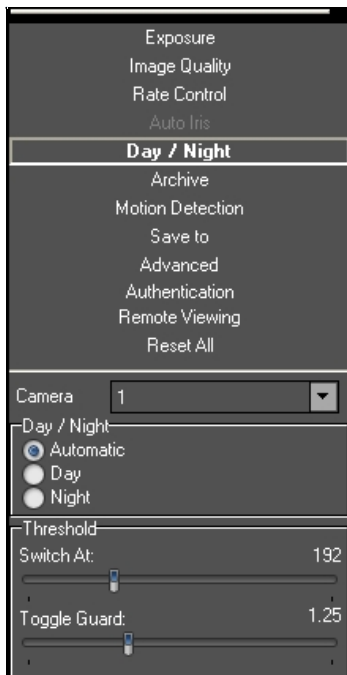 Exposure
Image Quality
Rate Control
Auto Iris
Day / Night
Archive
Motion Detection
Save to
Advanced
Authentication
Remote Viewing
Reset All
Camera 1
Day / Night
Automatic
Day
Night
Threshold
Switch At: 192
Toggle Guard: 1.25